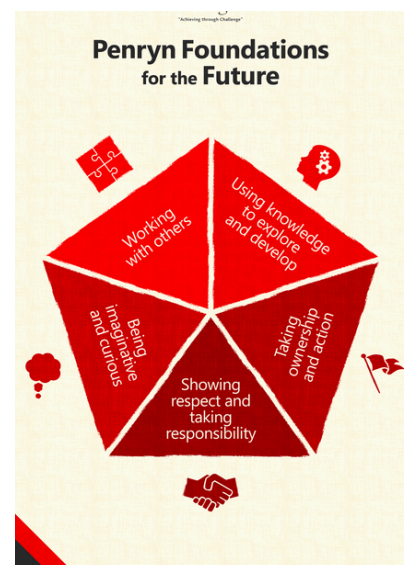 "Achieving through Challenge"
Penryn Foundations
for the Future
Working
with others
Using knowledge
to explore
and develop
Being
imaginative
and curious
Taking
ownership
and action
Showing
respect and
taking
responsibility